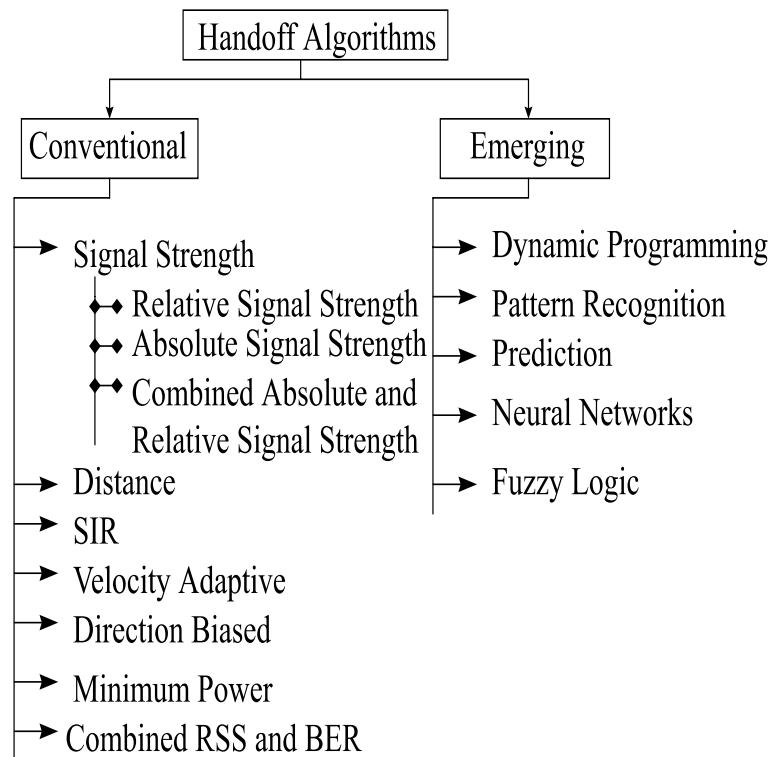 Handoff Algorithms
Conventional
Signal Strength
Relative Signal Strength
Absolute Signal Strength
Combined Absolute and
Relative Signal Strength
Distance
SIR
Velocity Adaptive
Direction Biased
Minimum Power
Combined RSS and BER
Emerging
Dynamic Programming
Pattern Recognition
Prediction
Neural Networks
Fuzzy Logic